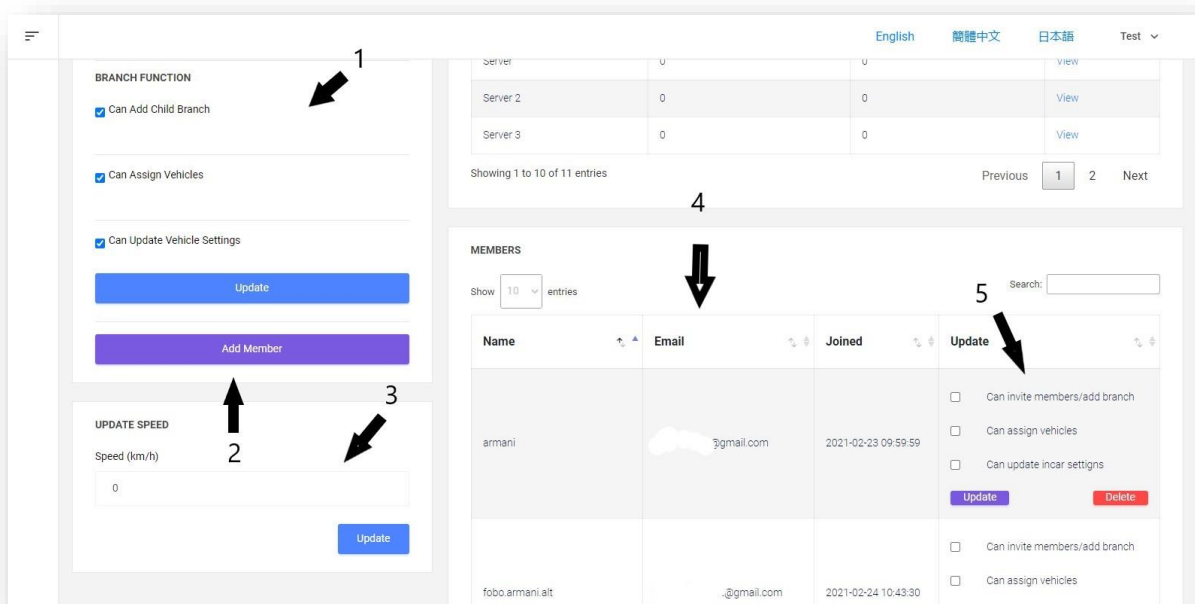 English 簡體中文 日本語 Test
1
BRANCH FUNCTION
Can Add Child Branch
Can Assign Vehicles
Can Update Vehicle Settings
Update
Add Member
2
3
UPDATE SPEED
Speed (km/h)
0
Update
Server 0 0 View
Server 2 0 0 View
Server 3 0 0 View
Showing 1 to 10 of 11 entries Previous 1 2 Next
4
MEMBERS
Show 10 entries Search:
5
Name Email Joined Update
armani @gmail.com 2021-02-23 09:59:59
Can invite members/add branch
Can assign vehicles
Can update incar settigns
Update Delete
fobo.armani.alt .@gmail.com 2021-02-24 10:43:30
Can invite members/add branch
Can assign vehicles